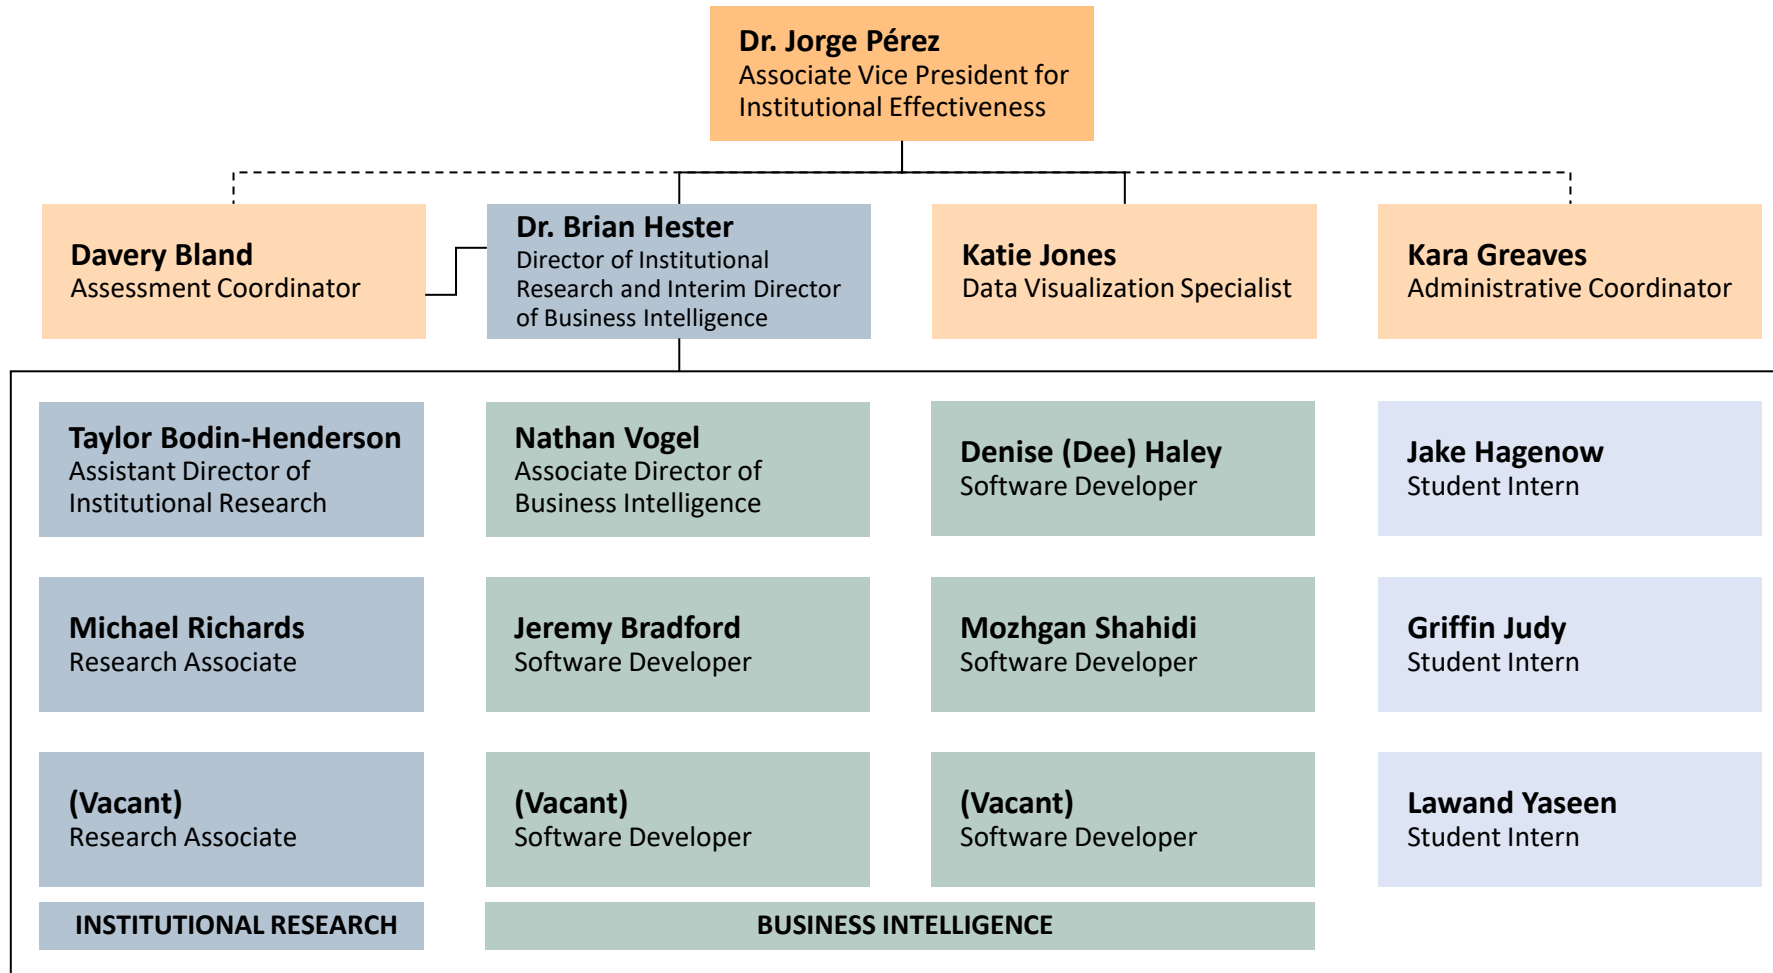 Dr. Jorge Pérez
Associate Vice President for
Institutional Effectiveness
Davery Bland
Assessment Coordinator
Dr. Brian Hester
Director of Institutional
Research and Interim Director
of Business Intelligence
Katie Jones
Data Visualization Specialist
Kara Greaves
Administrative Coordinator
Taylor Bodin-Henderson
Assistant Director of
Institutional Research
Nathan Vogel
Associate Director of
Business Intelligence
Denise (Dee) Haley
Software Developer
Jake Hagenow
Student Intern
Michael Richards
Research Associate
Jeremy Bradford
Software Developer
Mozhgan Shahidi
Software Developer
Griffin Judy
Student Intern
(Vacant)
Research Associate
(Vacant)
Software Developer
(Vacant)
Software Developer
Lawand Yaseen
Student Intern
INSTITUTIONAL RESEARCH
BUSINESS INTELLIGENCE